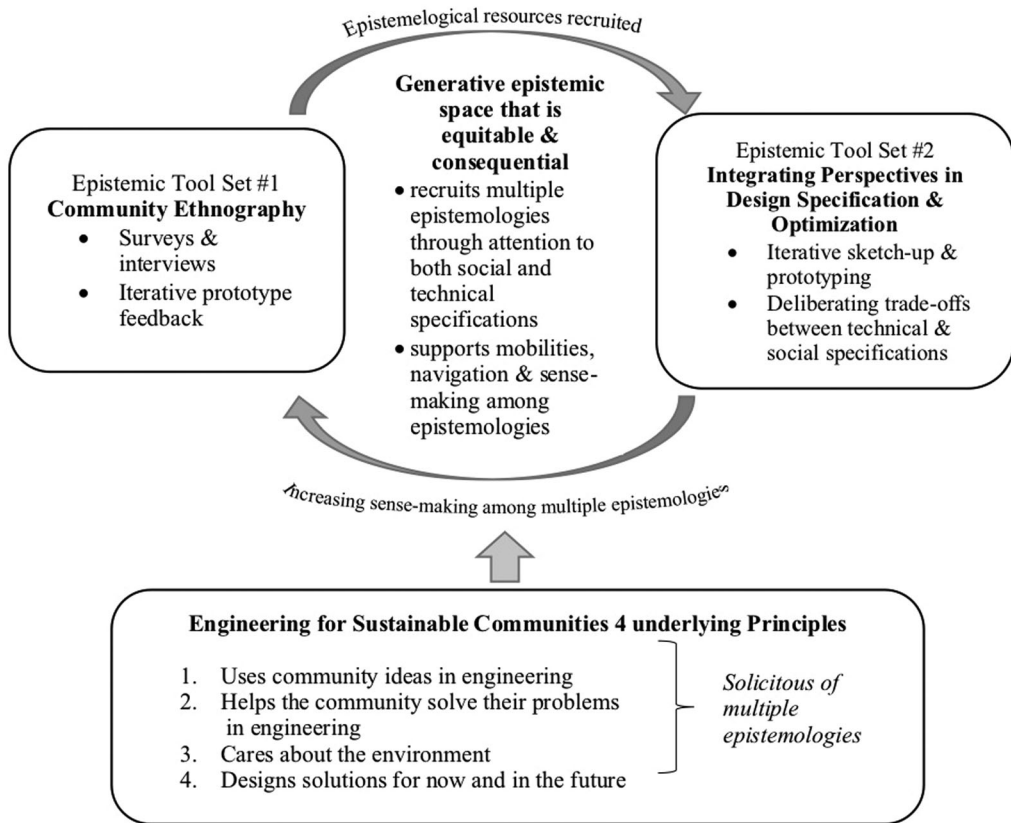 Epistemelogical resources recruited
Generative epistemic
space that is
equitable &
consequential
• recruits multiple
epistemologies
through attention to
both social and
technical
specifications
• supports mobilities,
navigation & sense-
making among
epistemologies
Epistemic Tool Set #1
Community Ethnography
• Surveys &
interviews
• Iterative prototype
feedback
Epistemic Tool Set #2
Integrating Perspectives in
Design Specification &
Optimization
• Iterative sketch-up &
prototyping
• Deliberating trade-offs
between technical &
social specifications
Increasing sense-making among multiple epistemologies
Engineering for Sustainable Communities 4 underlying Principles
1. Uses community ideas in engineering
2. Helps the community solve their problems
in engineering
3. Cares about the environment
4. Designs solutions for now and in the future
Solicitous of
multiple
epistemologies